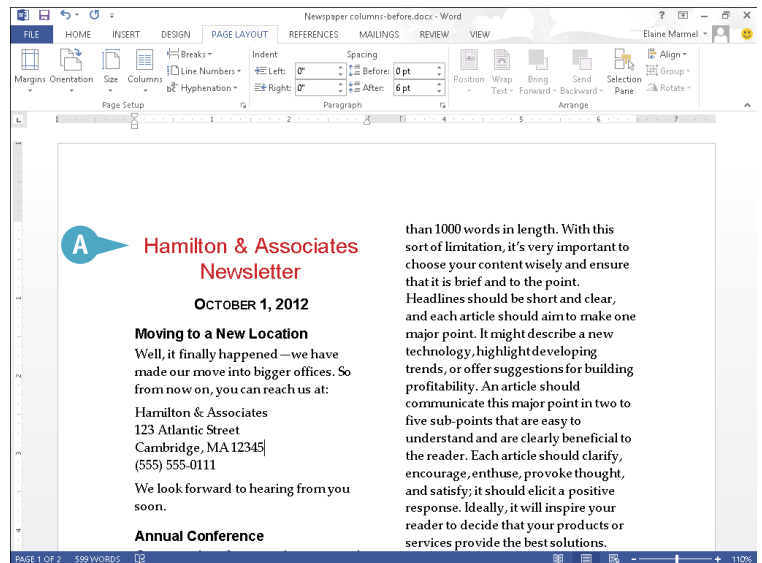 Newspaper columns-before.docx - Word
FILE HOME INSERT DESIGN PAGE LAYOUT REFERENCES MAILINGS REVIEW VIEW Elaine Marmel
Margins Orientation Size Columns
Breaks
Line Numbers
Hyphenation
Page Setup
Indent Spacing
Left: 0" Before: 0 pt
Right: 0" After: 6 pt
Paragraph
Position Wrap Text Bring Forward Send Backward Selection Pane
Align
Group
Rotate
Arrange
1 1 2 4 5 6 7
A
Hamilton & Associates
Newsletter
OCTOBER 1, 2012
Moving to a New Location
Well, it finally happened—we have
made our move into bigger offices. So
from now on, you can reach us at:
Hamilton & Associates
123 Atlantic Street
Cambridge, MA 12345
(555) 555-0111
We look forward to hearing from you
soon.
Annual Conference
than 1000 words in length. With this
sort of limitation, it's very important to
choose your content wisely and ensure
that it is brief and to the point.
Headlines should be short and clear,
and each article should aim to make one
major point. It might describe a new
technology, highlight developing
trends, or offer suggestions for building
profitability. An article should
communicate this major point in two to
five sub-points that are easy to
understand and are clearly beneficial to
the reader. Each article should clarify,
encourage, enthuse, provoke thought,
and satisfy; it should elicit a positive
response. Ideally, it will inspire your
reader to decide that your products or
services provide the best solutions.
PAGE 1 OF 2 599 WORDS 110%